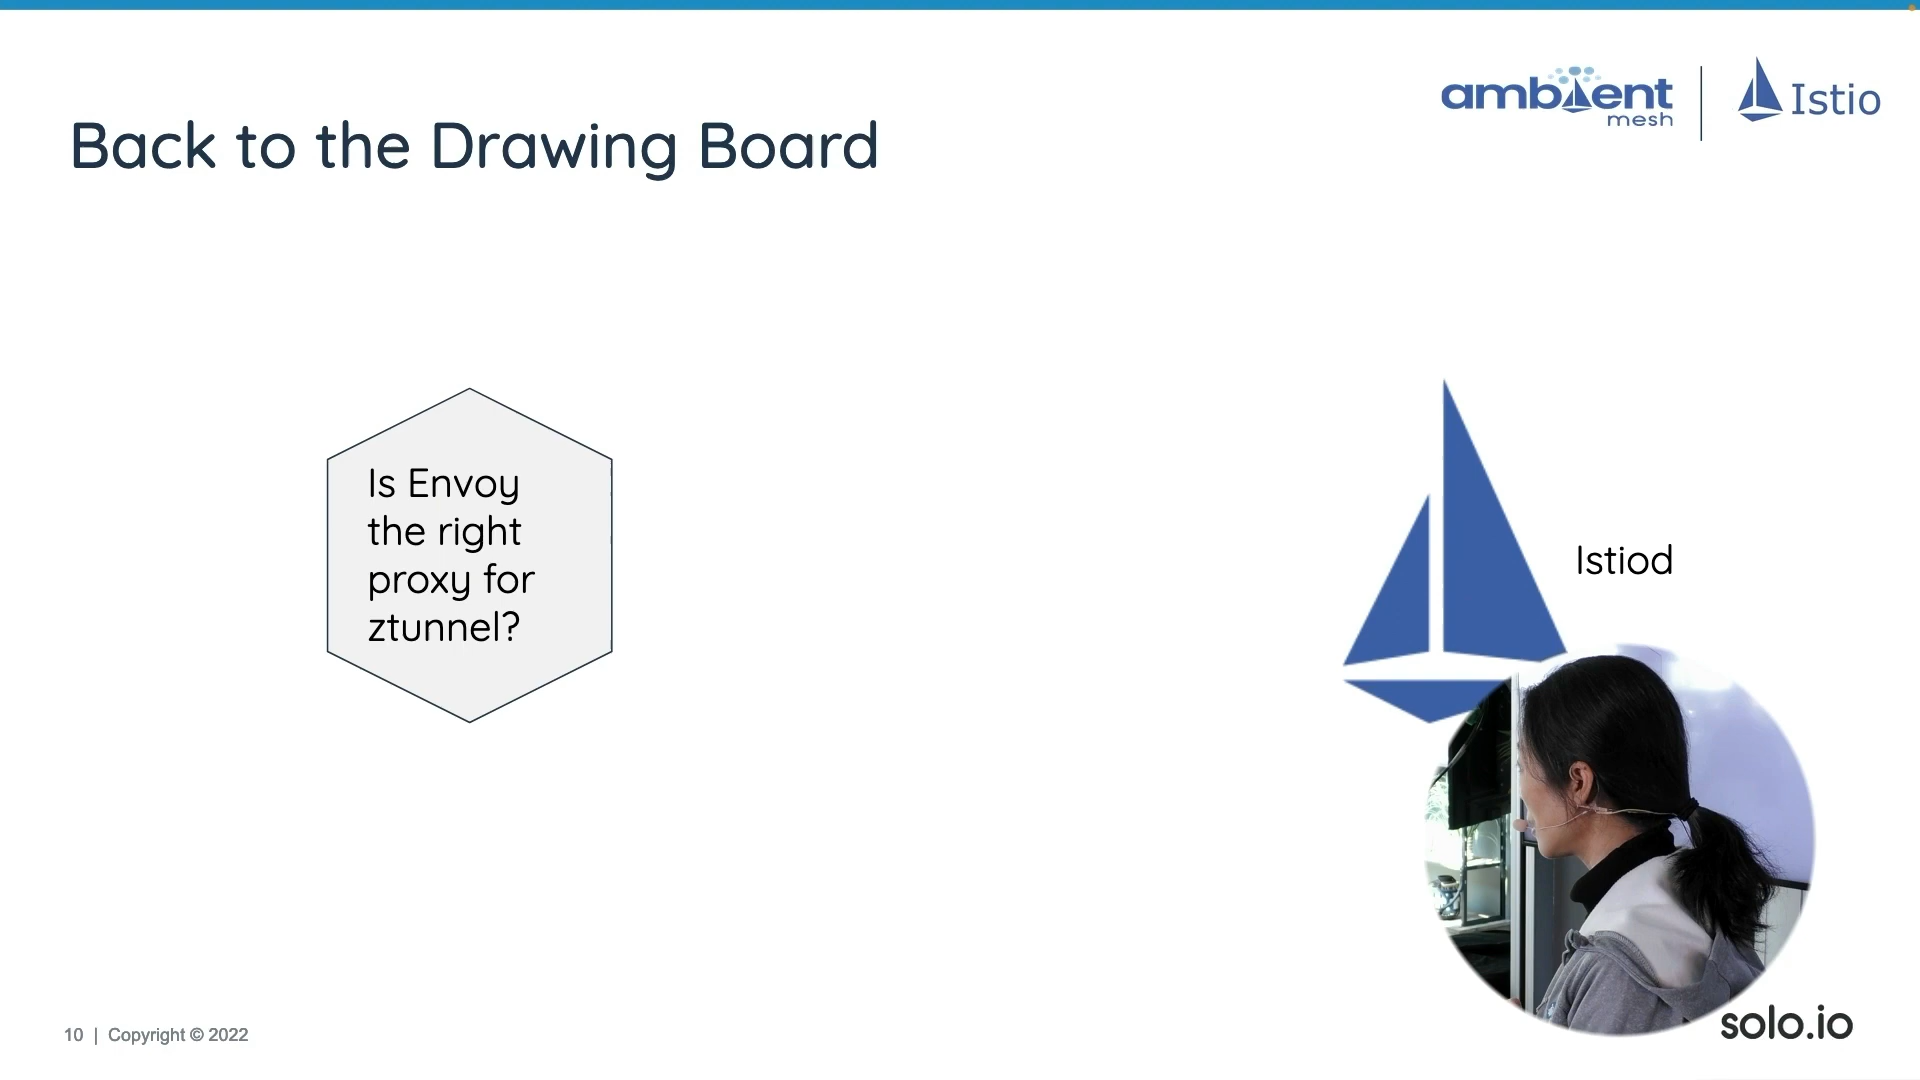 ambient
mesh
Istio
Back to the Drawing Board
Is Envoy
the right
proxy for
ztunnel?
Istiod
10 | Copyright © 2022
solo.io